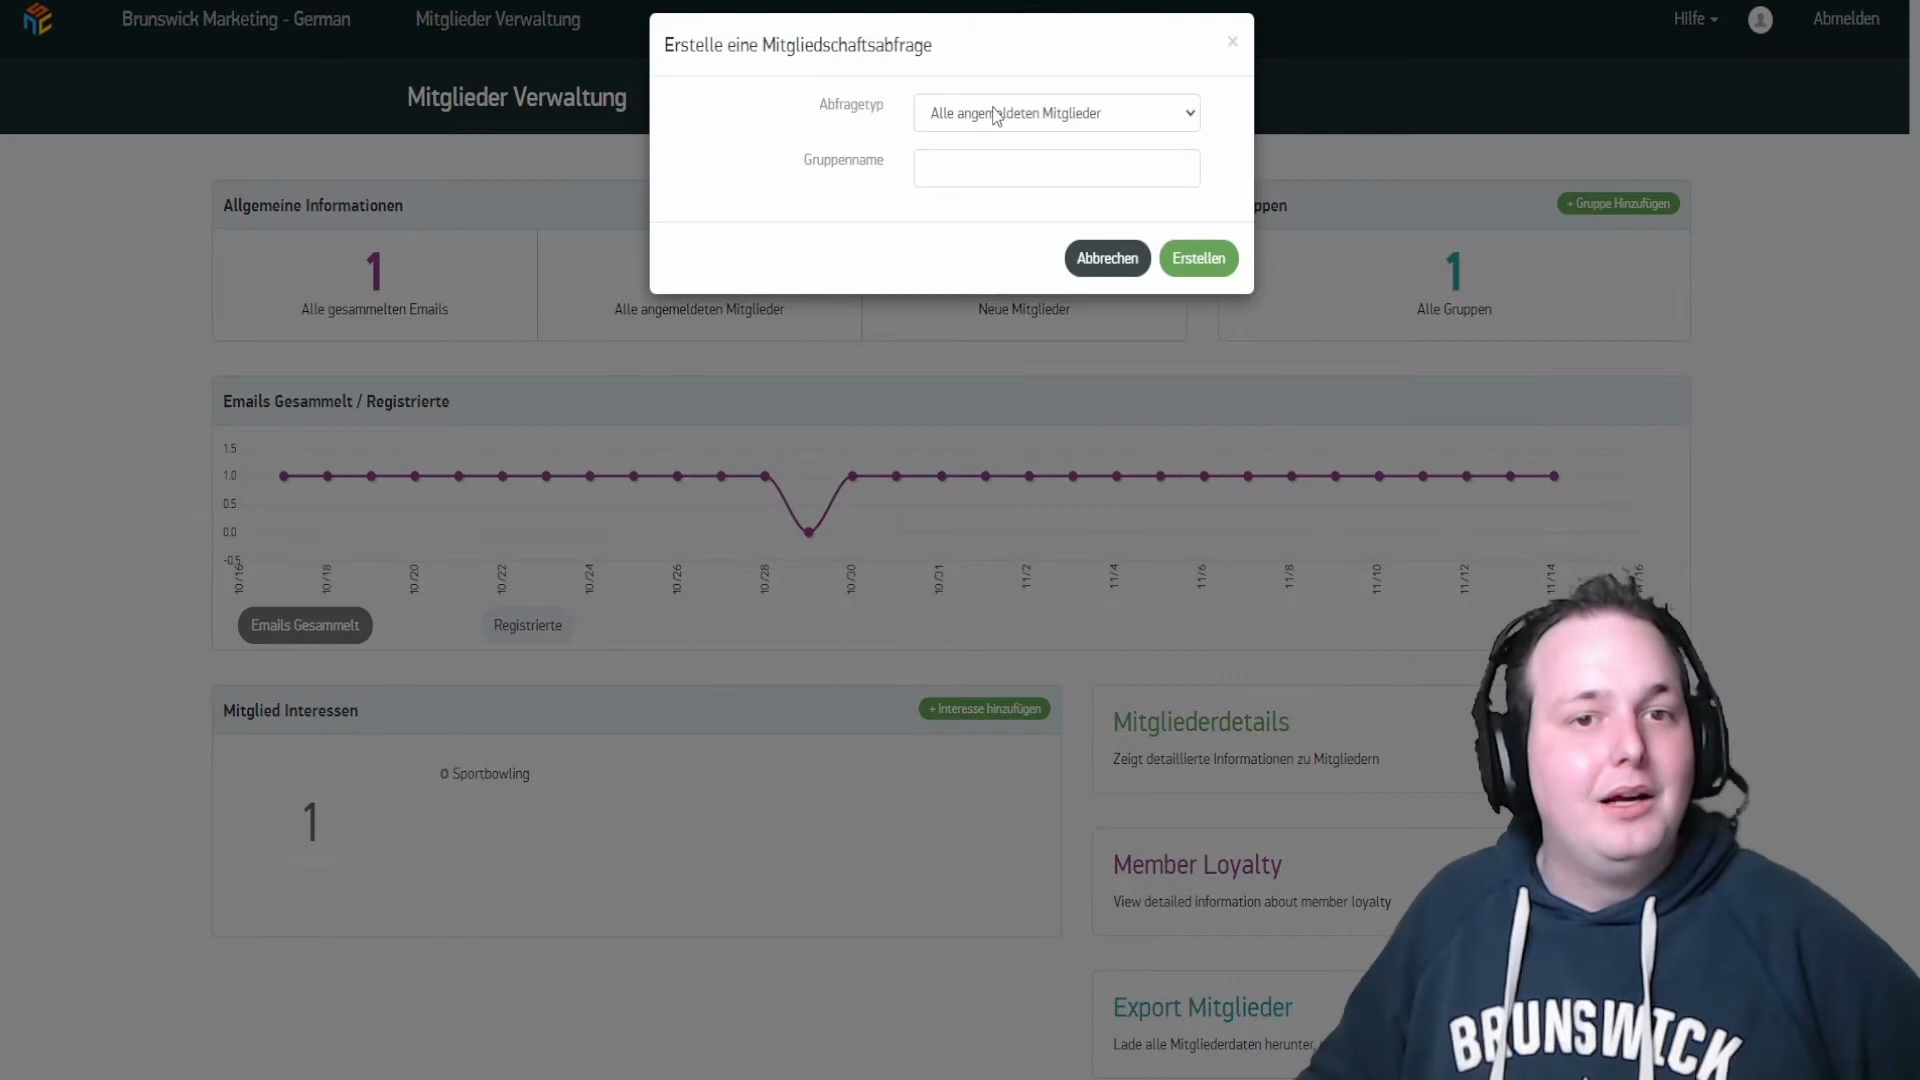 Brunswick Marketing - German
Mitglieder Verwaltung
Hilfe
Abmelden
Mitglieder Verwaltung
Erstelle eine Mitgliedschaftsabfrage
×
Abfragetyp
Alle angemeldeten Mitglieder
Gruppenname
Abbrechen
Erstellen
Allgemeine Informationen
1
Alle gesammelten Emails
Alle angemeldeten Mitglieder
Neue Mitglieder
+ Gruppe Hinzufügen
1
Alle Gruppen
Emails Gesammelt / Registrierte
1.5
1.0
0.5
0.0
-0.5
10/16
10/18
10/20
10/22
10/24
10/26
10/28
10/30
10/31
11/2
11/4
11/6
11/8
11/10
11/12
11/14
11/16
Emails Gesammelt
Registrierte
Mitglied Interessen
+ Interesse hinzufügen
1
0 Sportbowling
Mitgliederdetails
Zeigt detaillierte Informationen zu Mitgliedern
Member Loyalty
View detailed information about member loyalty
Export Mitglieder
Lade alle Mitgliederdaten herunter,
BRUNSWICK